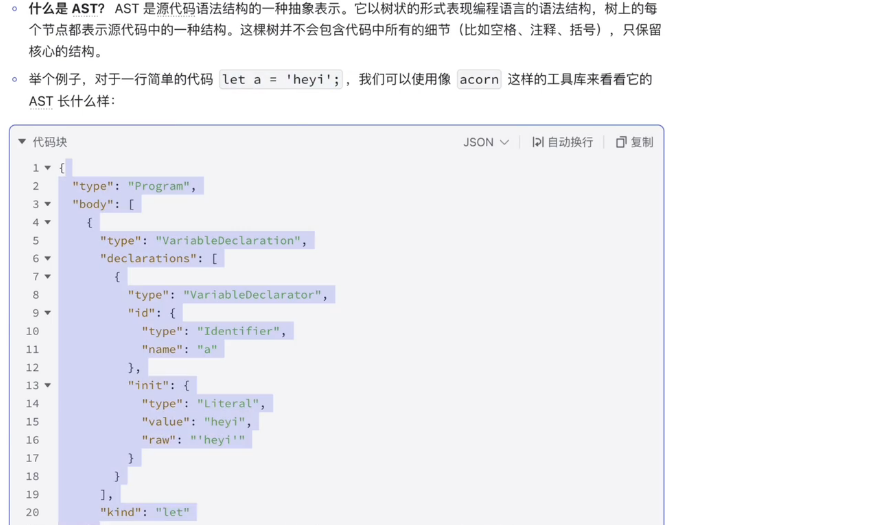 什么是 AST? AST 是源代码语法结构的一种抽象表示。它以树状的形式表现编程语言的语法结构，树上的每
个节点都表示源代码中的一种结构。这棵树并不会包含代码中所有的细节（比如空格、注释、括号），只保留
核心的结构。
举个例子，对于一行简单的代码 let a = 'heyi'; ，我们可以使用像 acorn 这样的工具库来看看它的
AST 长什么样：
代码块 JSON 自动换行 复制
1 {
2 "type": "Program",
3 "body": [
4 {
5 "type": "VariableDeclaration",
6 "declarations": [
7 {
8 "type": "VariableDeclarator",
9 "id": {
10 "type": "Identifier",
11 "name": "a"
12 },
13 "init": {
14 "type": "Literal",
15 "value": "heyi",
16 "raw": "'heyi'"
17 }
18 }
19 ],
20 "kind": "let"